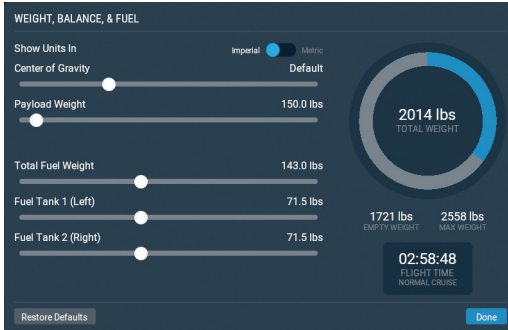 WEIGHT, BALANCE, & FUEL
Show Units In
Imperial Metric
Center of Gravity Default
Payload Weight 150.0 lbs
Total Fuel Weight 143.0 lbs
Fuel Tank 1 (Left) 71.5 lbs
Fuel Tank 2 (Right) 71.5 lbs
2014 lbs
TOTAL WEIGHT
1721 lbs 2558 lbs
EMPTY WEIGHT MAX WEIGHT
02:58:48
FLIGHT TIME
NORMAL CRUISE
Restore Defaults Done